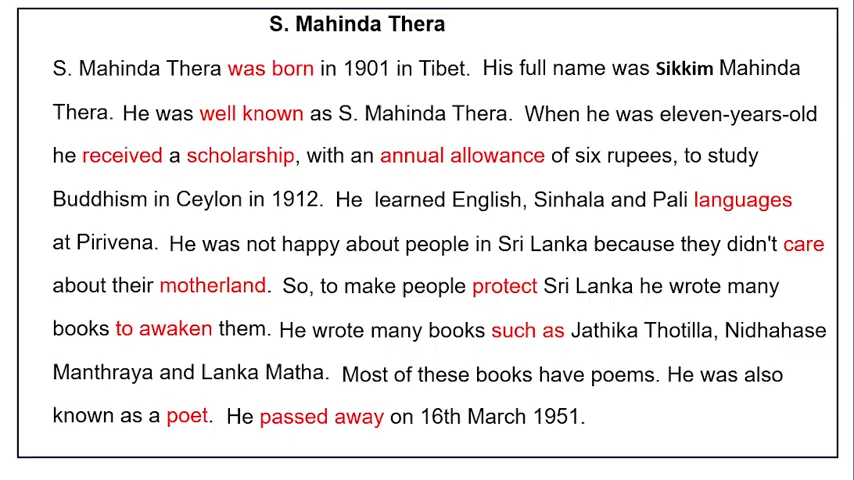 S. Mahinda Thera
S. Mahinda Thera was born in 1901 in Tibet. His full name was Sikkim Mahinda
Thera. He was well known as S. Mahinda Thera. When he was eleven-years-old
he received a scholarship, with an annual allowance of six rupees, to study
Buddhism in Ceylon in 1912. He learned English, Sinhala and Pali languages
at Pirivena. He was not happy about people in Sri Lanka because they didn't care
about their motherland. So, to make people protect Sri Lanka he wrote many
books to awaken them. He wrote many books such as Jathika Thotilla, Nidhahase
Manthraya and Lanka Matha. Most of these books have poems. He was also
known as a poet. He passed away on 16th March 1951.